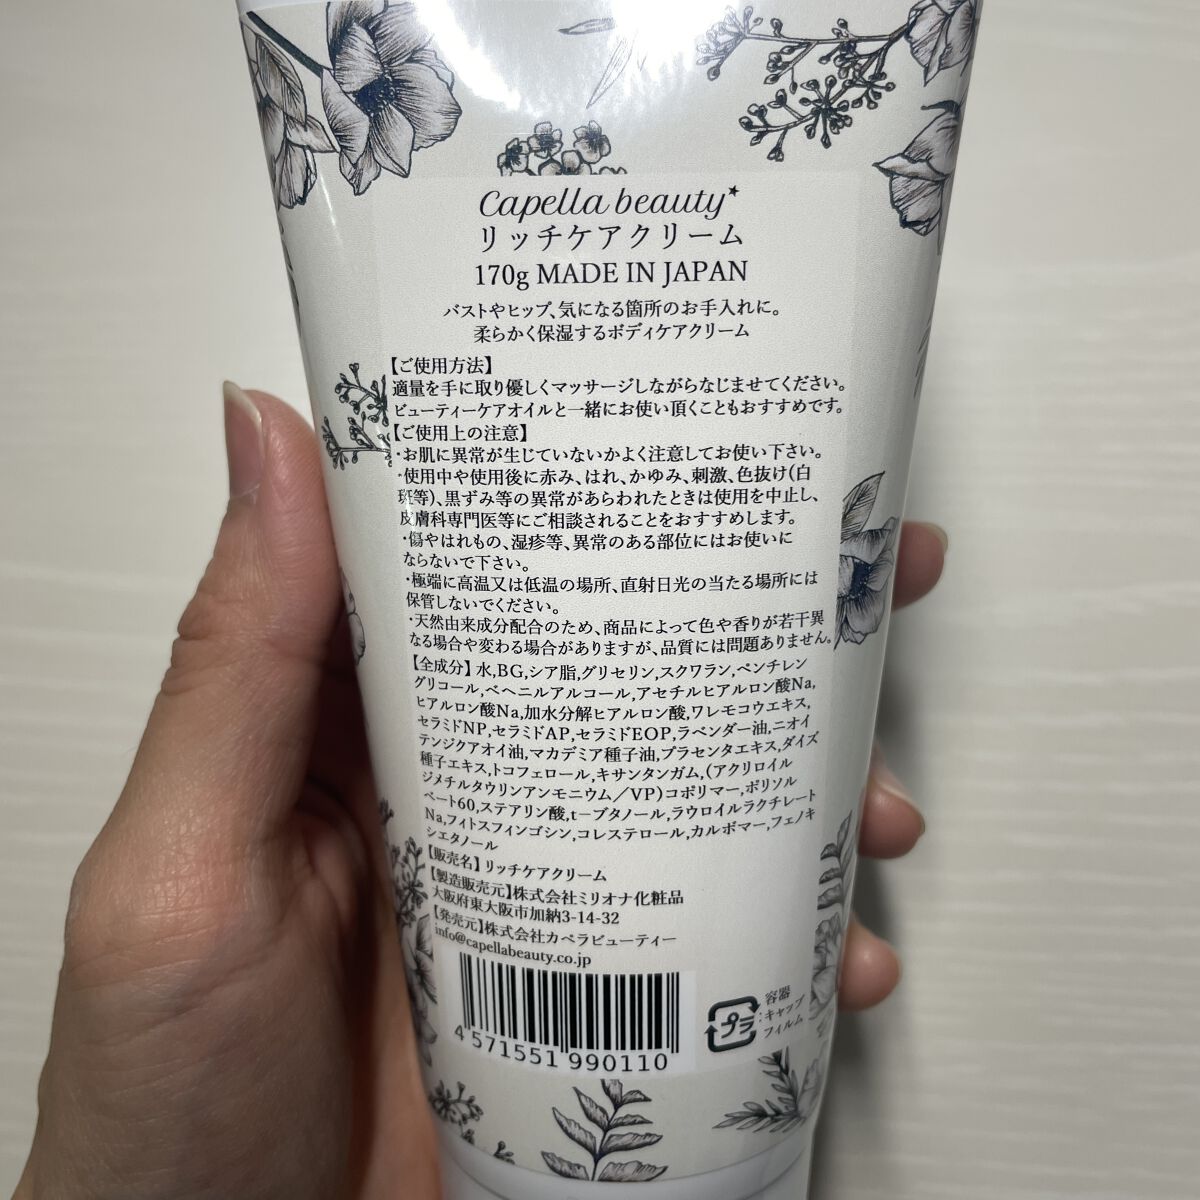 Capella beauty★
リッチケアクリーム
170g MADE IN JAPAN
バストやヒップ、気になる箇所のお手入れに。
柔らかく保湿するボディケアクリーム
【ご使用方法】
適量を手に取り優しくマッサージしながらなじませてください。
ビューティーケアオイルと一緒にお使い頂くこともおすすめです。
【ご使用上の注意】
・お肌に異常が生じていないかよく注意してお使い下さい。
・使用中や使用後に赤み、はれ、かゆみ、刺激、色抜け(白
斑等)、黒ずみ等の異常があらわれたときは使用を中止し、
皮膚科専門医等にご相談されることをおすすめします。
・傷やはれもの、湿疹等、異常のある部位にはお使いに
ならないで下さい。
・極端に高温又は低温の場所、直射日光の当たる場所には
保管しないでください。
・天然由来成分配合のため、商品によって色や香りが若干異
なる場合や変わる場合がありますが、品質には問題ありません。
【全成分】水,BG,シア脂,グリセリン,スクワラン,ペンチレン
グリコール,ベヘニルアルコール,アセチルヒアルロン酸Na,
ヒアルロン酸Na,加水分解ヒアルロン酸,ワレモコウエキス,
セラミドNP,セラミドAP,セラミドEOP,ラベンダー油,ニオイ
テンジクアオイ油,マカデミア種子油,プラセンタエキス,ダイズ
種子エキス,トコフェロール,キサンタンガム,(アクリロイル
ジメチルタウリンアンモニウム／VP)コポリマー,ポリソル
ベート60,ステアリン酸,t-ブタノール,ラウロイルラクチレート
Na,フィトスフィンゴシン,コレステロール,カルボマー,フェノキ
シエタノール
【販売名】リッチケアクリーム
【製造販売元】株式会社ミリオナ化粧品
大阪府東大阪市加納3-14-32
【発売元】株式会社カペラビューティー
info@capellabeauty.co.jp
4 571551 990110
プラ
容器
:キャップ
フィルム